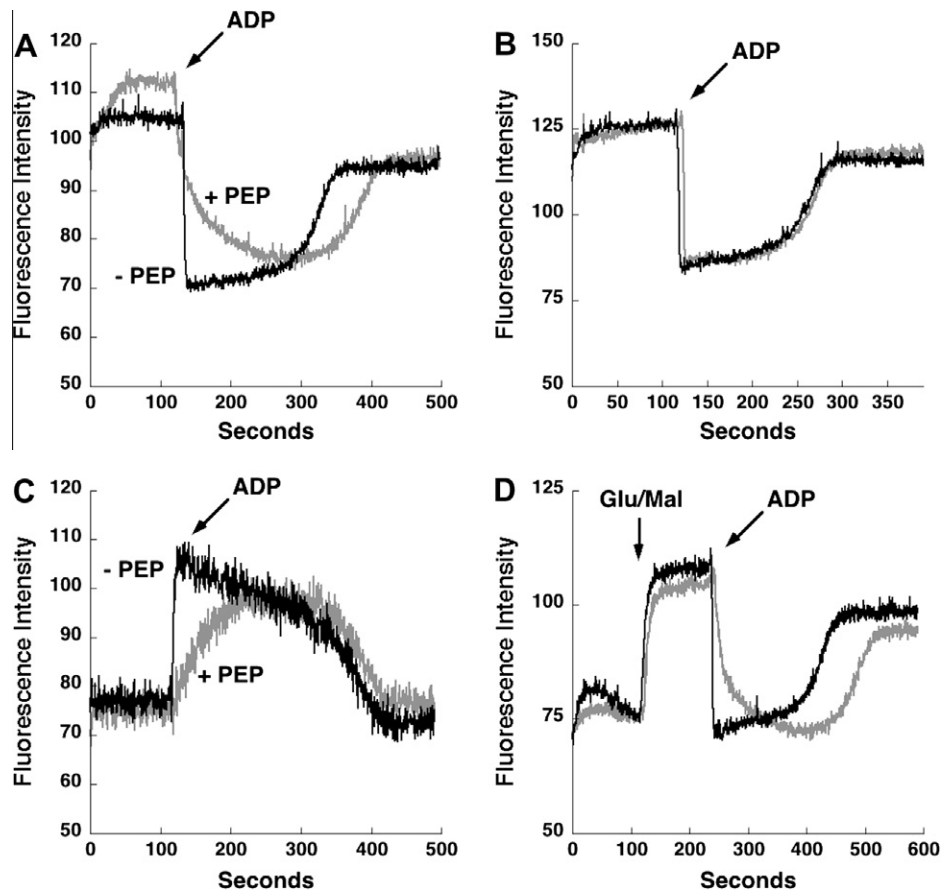 A
ADP
Fluorescence Intensity
120
110
100
90
80
70
60
50
+ PEP
- PEP
0 100 200 300 400 500
Seconds
B
ADP
Fluorescence Intensity
150
125
100
75
50
0 50 100 150 200 250 300 350
Seconds
C
ADP
Fluorescence Intensity
120
110
100
90
80
70
60
50
- PEP
+ PEP
0 100 200 300 400 500
Seconds
D
Glu/Mal
ADP
Fluorescence Intensity
125
100
75
50
0 100 200 300 400 500 600
Seconds